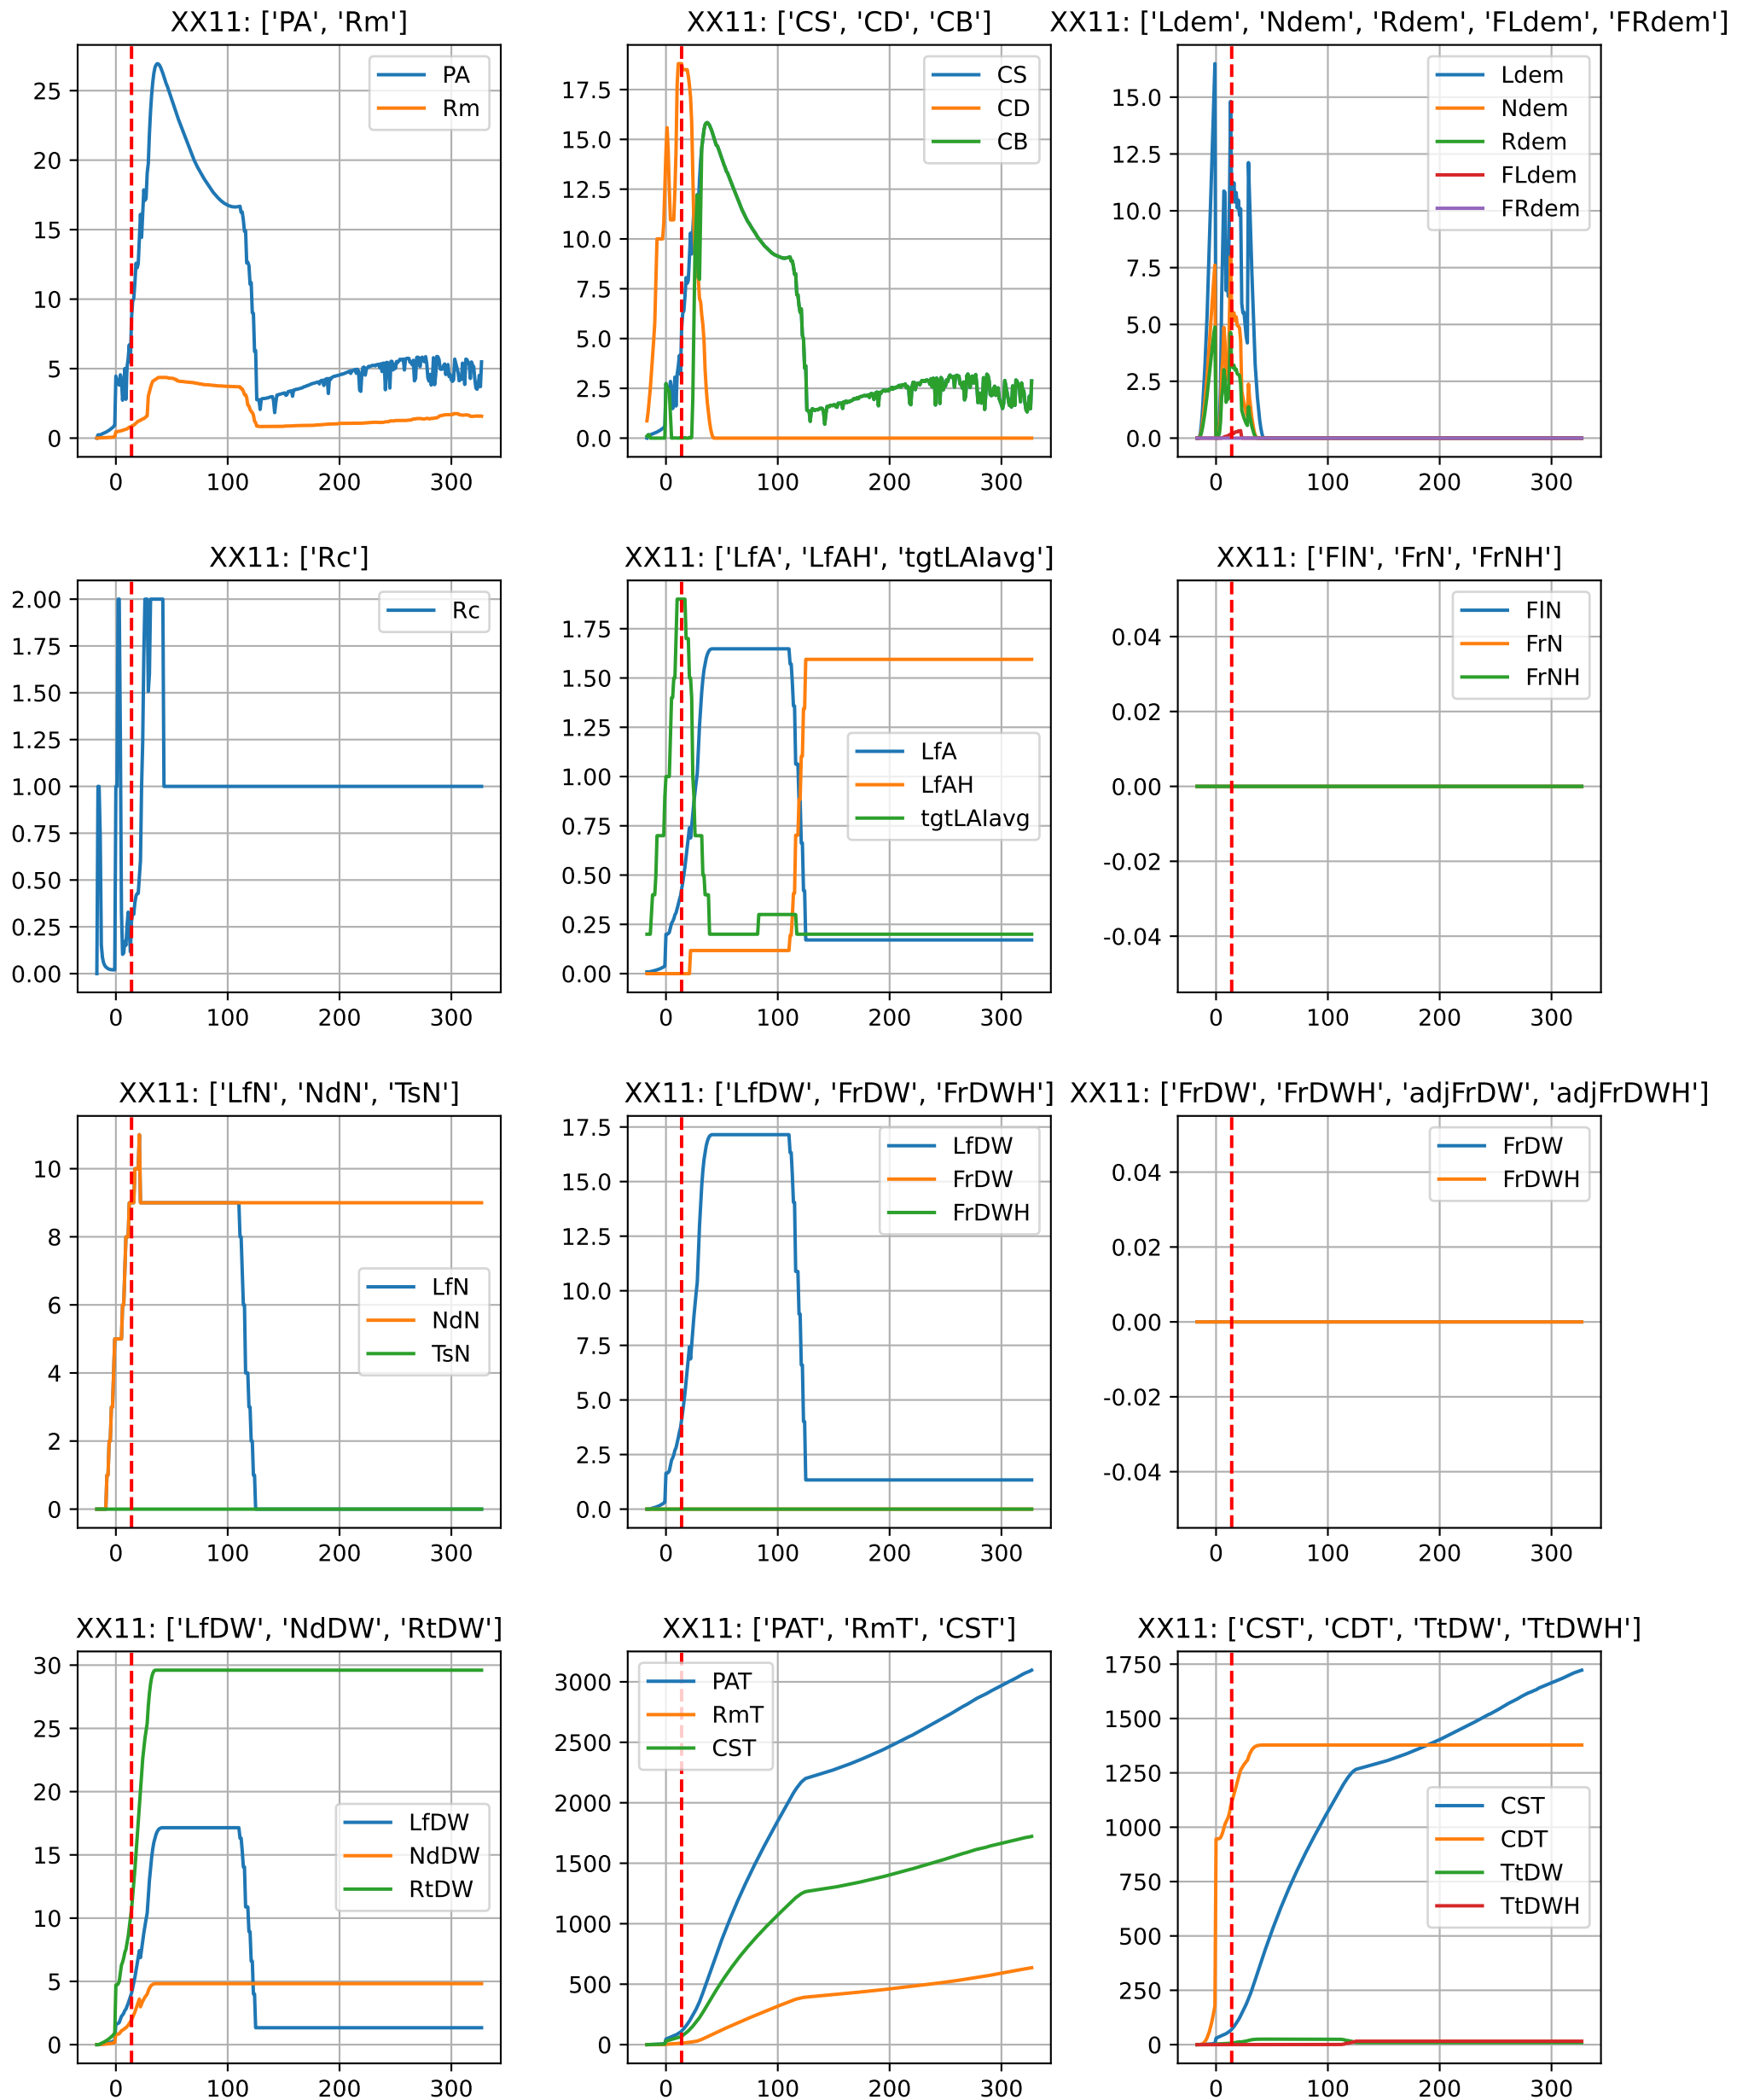 XX11: ['PA', 'Rm']
PA
Rm
25
20
15
10
5
0
0 100 200 300
XX11: ['CS', 'CD', 'CB']
CS
CD
CB
17.5
15.0
12.5
10.0
7.5
5.0
2.5
0.0
0 100 200 300
XX11: ['Ldem', 'Ndem', 'Rdem', 'FLdem', 'FRdem']
Ldem
Ndem
Rdem
FLdem
FRdem
15.0
12.5
10.0
7.5
5.0
2.5
0.0
0 100 200 300
XX11: ['Rc']
Rc
2.00
1.75
1.50
1.25
1.00
0.75
0.50
0.25
0.00
0 100 200 300
XX11: ['LfA', 'LfAH', 'tgtLAIavg']
LfA
LfAH
tgtLAIavg
1.75
1.50
1.25
1.00
0.75
0.50
0.25
0.00
0 100 200 300
XX11: ['FlN', 'FrN', 'FrNH']
FlN
FrN
FrNH
0.04
0.02
0.00
-0.02
-0.04
0 100 200 300
XX11: ['LfN', 'NdN', 'TsN']
LfN
NdN
TsN
10
8
6
4
2
0
0 100 200 300
XX11: ['LfDW', 'FrDW', 'FrDWH']
LfDW
FrDW
FrDWH
17.5
15.0
12.5
10.0
7.5
5.0
2.5
0.0
0 100 200 300
XX11: ['FrDW', 'FrDWH', 'adjFrDW', 'adjFrDWH']
FrDW
FrDWH
0.04
0.02
0.00
-0.02
-0.04
0 100 200 300
XX11: ['LfDW', 'NdDW', 'RtDW']
LfDW
NdDW
RtDW
30
25
20
15
10
5
0
0 100 200 300
XX11: ['PAT', 'RmT', 'CST']
PAT
RmT
CST
3000
2500
2000
1500
1000
500
0
0 100 200 300
XX11: ['CST', 'CDT', 'TtDW', 'TtDWH']
CST
CDT
TtDW
TtDWH
1750
1500
1250
1000
750
500
250
0
0 100 200 300